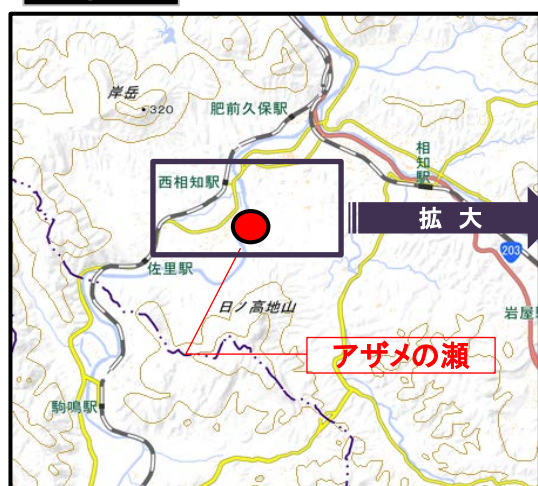 岸岳
・320
肥前久保駅
相知駅
西相知駅
拡 大
佐里駅
203
日ノ高地山
岩屋
アザメの瀬
駒鳴駅